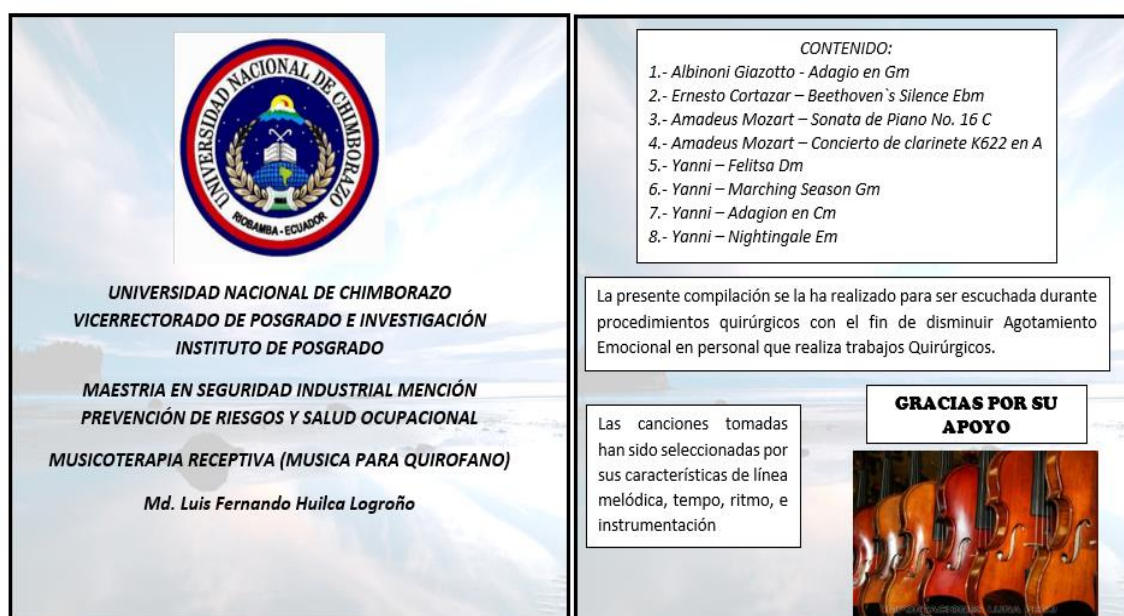 UNIVERSIDAD NACIONAL DE CHIMBORAZO
RIOBAMBA - ECUADOR
UNIVERSIDAD NACIONAL DE CHIMBORAZO
VICERRECTORADO DE POSGRADO E INVESTIGACIÓN
INSTITUTO DE POSGRADO
MAESTRIA EN SEGURIDAD INDUSTRIAL MENCIÓN
PREVENCIÓN DE RIESGOS Y SALUD OCUPACIONAL
MUSICOTERAPIA RECEPTIVA (MUSICA PARA QUIROFANO)
Md. Luis Fernando Huilca Logroño
CONTENIDO:
1.- Albinoni Giazotto - Adagio en Gm
2.- Ernesto Cortazar – Beethoven`s Silence Ebm
3.- Amadeus Mozart – Sonata de Piano No. 16 C
4.- Amadeus Mozart – Concierto de clarinete K622 en A
5.- Yanni – Felitsa Dm
6.- Yanni – Marching Season Gm
7.- Yanni – Adagion en Cm
8.- Yanni – Nightingale Em
La presente compilación se la ha realizado para ser escuchada durante
procedimientos quirúrgicos con el fin de disminuir Agotamiento
Emocional en personal que realiza trabajos Quirúrgicos.
Las canciones tomadas
han sido seleccionadas por
sus características de línea
melódica, tempo, ritmo, e
instrumentación
GRACIAS POR SU
APOYO
LUNA